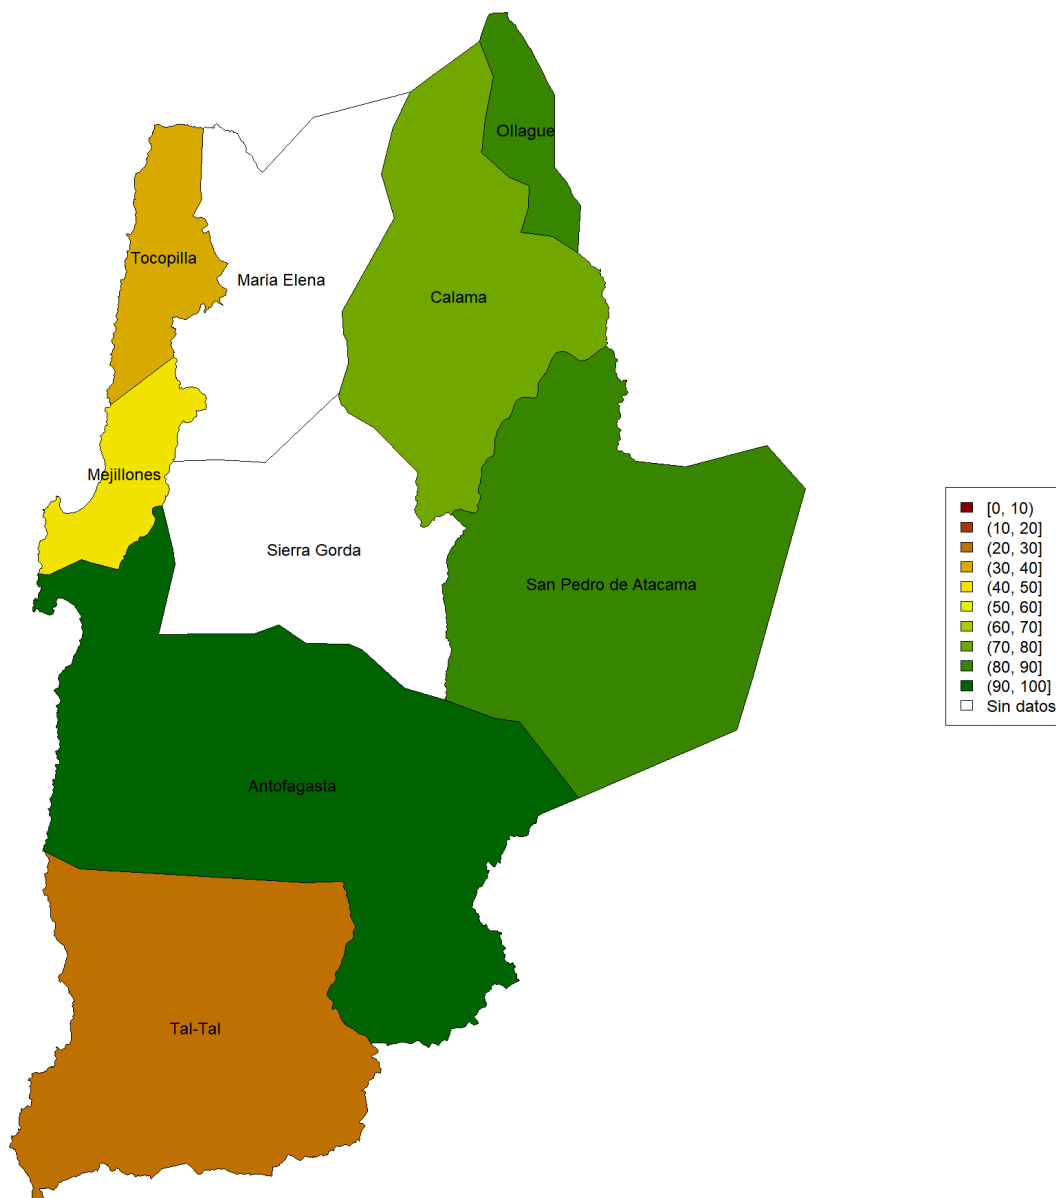 Ollague
Tocopilla
María Elena
Calama
Mejillones
Sierra Gorda
San Pedro de Atacama
Antofagasta
Tal-Tal
[0, 10)
(10, 20]
(20, 30]
(30, 40]
(40, 50]
(50, 60]
(60, 70]
(70, 80]
(80, 90]
(90, 100]
Sin datos